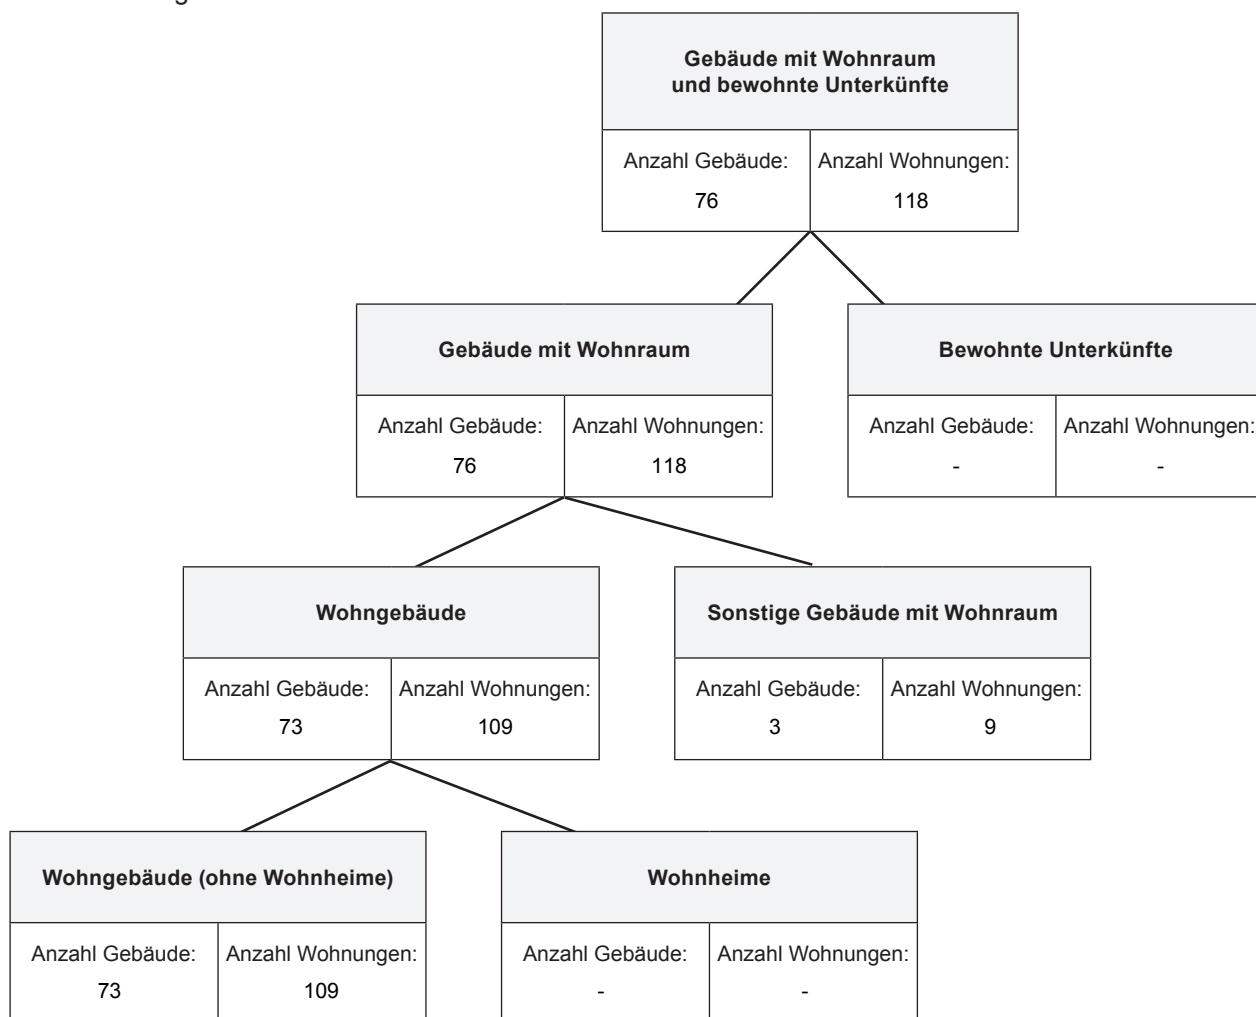 Gebäude mit Wohnraum
und bewohnte Unterkünfte
Anzahl Gebäude: Anzahl Wohnungen:
76 118
Gebäude mit Wohnraum Bewohnte Unterkünfte
Anzahl Gebäude: Anzahl Wohnungen: Anzahl Gebäude: Anzahl Wohnungen:
76 118 - -
Wohngebäude Sonstige Gebäude mit Wohnraum
Anzahl Gebäude: Anzahl Wohnungen: Anzahl Gebäude: Anzahl Wohnungen:
73 109 3 9
Wohngebäude (ohne Wohnheime) Wohnheime
Anzahl Gebäude: Anzahl Wohnungen: Anzahl Gebäude: Anzahl Wohnungen:
73 109 - -